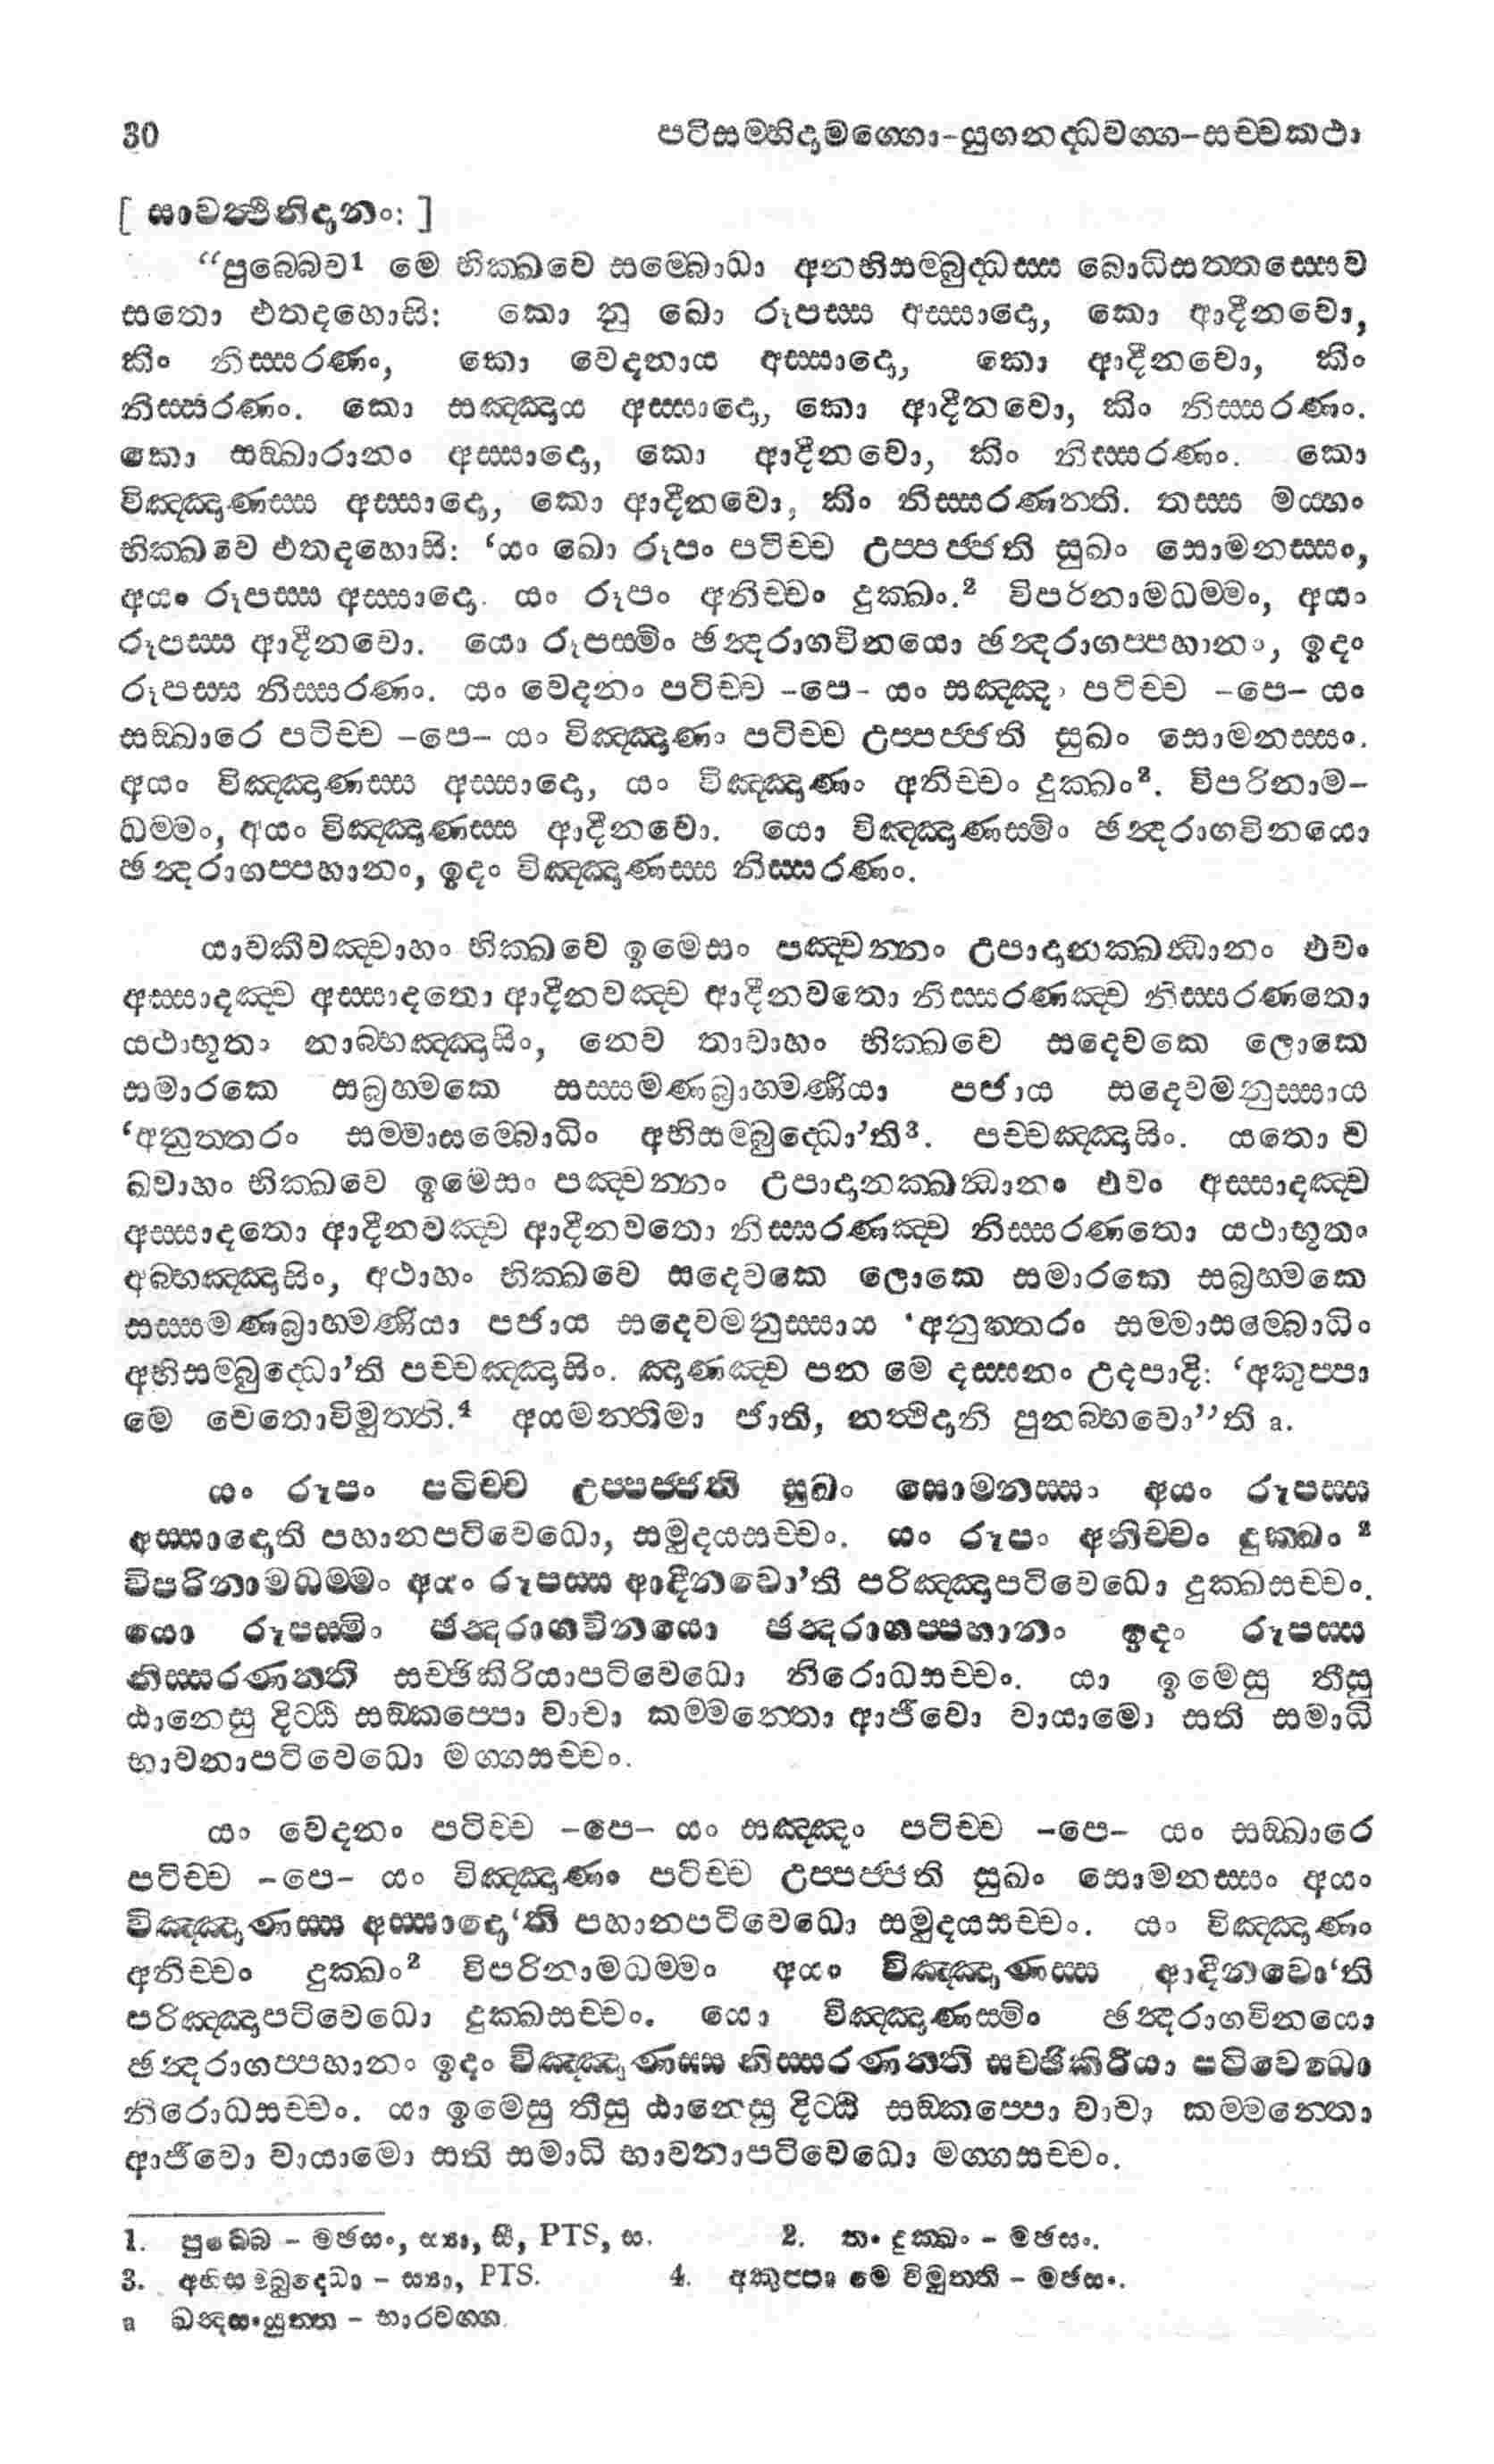 30 පටිසම්භිදාමග්ගො-යුගනද්ධවග්ග-සච්චකථා
[ සාවත්ථිනිදානං: ]
“පුබ්බෙව1 මෙ භික්ඛවෙ සම්බොධා අනභිසම්බුද්ධස්ස බොධිසත්තස්සෙව
සතො එතදහොසි: කො නු ඛො රූපස්ස අස්සාදො, කො ආදීනවො,
කිං නිස්සරණං, කො වෙදනාය අස්සාදො, කො ආදීනවො, කිං
නිස්සරණං. කො සඤ්ඤාය අස්සාදො, කො ආදීනවො, කිං නිස්සරණං.
කො සඞ්ඛාරානං අස්සාදො, කො ආදීනවො, කිං නිස්සරණං. කො
විඤ්ඤාණස්ස අස්සාදො, කො ආදීනවො, කිං නිස්සරණන්ති. තස්ස මය්හං
භික්ඛවෙ එතදහොසි: ‘යං ඛො රූපං පටිච්ච උප්පජ්ජති සුඛං සොමනස්සං,
අයං රූපස්ස අස්සාදො. යං රූපං අනිච්චං දුක්ඛං.2 විපරිනාමධම්මං, අයං
රූපස්ස ආදීනවො. යො රූපස්මිං ඡන්දරාගවිනයො ඡන්දරාගප්පහානං, ඉදං
රූපස්ස නිස්සරණං. යං වෙදනං පටිච්ච -පෙ- යං සඤ්ඤං පටිච්ච -පෙ- යං
සඞ්ඛාරෙ පටිච්ච -පෙ- යං විඤ්ඤාණං පටිච්ච උප්පජ්ජති සුඛං සොමනස්සං.
අයං විඤ්ඤාණස්ස අස්සාදො, යං විඤ්ඤාණං අනිච්චං දුක්ඛං2. විපරිනාම-
ධම්මං, අයං විඤ්ඤාණස්ස ආදීනවො. යො විඤ්ඤාණස්මිං ඡන්දරාගවිනයො
ඡන්දරාගප්පහානං, ඉදං විඤ්ඤාණස්ස නිස්සරණං.
යාවකීවඤ්චාහං භික්ඛවෙ ඉමෙසං පඤ්චන්නං උපාදානක්ඛන්ධානං එවං
අස්සාදඤ්ච අස්සාදතො ආදීනවඤ්ච ආදීනවතො නිස්සරණඤ්ච නිස්සරණතො
යථාභූතං නාබ්භඤ්ඤාසිං, නෙව තාවාහං භික්ඛවෙ සදෙවකෙ ලොකෙ
සමාරකෙ සබ්‍රහ්මකෙ සස්සමණබ්‍රාහ්මණියා පජාය සදෙවමනුස්සාය
‘අනුත්තරං සම්මාසම්බොධිං අභිසම්බුද්ධො’ති3. පච්චඤ්ඤාසිං. යතො ච
ඛ්වාහං භික්ඛවෙ ඉමෙසං පඤ්චන්නං උපාදානක්ඛන්ධානං එවං අස්සාදඤ්ච
අස්සාදතො ආදීනවඤ්ච ආදීනවතො නිස්සරණඤ්ච නිස්සරණතො යථාභූතං
අබ්භඤ්ඤාසිං, අථාහං භික්ඛවෙ සදෙවකෙ ලොකෙ සමාරකෙ සබ්‍රහ්මකෙ
සස්සමණබ්‍රාහ්මණියා පජාය සදෙවමනුස්සාය ‘අනුත්තරං සම්මාසම්බොධිං
අභිසම්බුද්ධො’ති පච්චඤ්ඤාසිං. ඤාණඤ්ච පන මෙ දස්සනං උදපාදි: ‘අකුප්පා
මෙ චෙතොවිමුත්ති.4 අයමන්තිමා ජාති, නත්ථිදානි පුනබ්භවො”ති a.
යං රූපං පටිච්ච උප්පජ්ජති සුඛං සොමනස්සං අයං රූපස්ස
අස්සාදොති පහානපටිවෙධො, සමුදයසච්චං. යං රූපං අනිච්චං දුක්ඛං 2
විපරිනාමධම්මං අයං රූපස්ස ආදීනවො’ති පරිඤ්ඤාපටිවෙධො දුක්ඛසච්චං.
යො රූපස්මිං ඡන්දරාගවිනයො ඡන්දරාගප්පහානං ඉදං රූපස්ස
නිස්සරණන්ති සච්ඡිකිරියාපටිවෙධො නිරොධසච්චං. යා ඉමෙසු තීසු
ඨානෙසු දිට්ඨි සඞ්කප්පො වාචා කම්මන්තො ආජීවො වායාමො සති සමාධි
භාවනාපටිවෙධො මග්ගසච්චං.
යං වේදනං පටිච්ච -පෙ- යං සඤ්ඤං පටිච්ච -පෙ- යං සඞ්ඛාරෙ
පටිච්ච -පෙ- යං විඤ්ඤාණං පටිච්ච උප්පජ්ජති සුඛං සොමනස්සං අයං
විඤ්ඤාණස්ස අස්සාදො‘ති පහානපටිවෙධො සමුදයසච්චං. යං විඤ්ඤාණං
අනිච්චං දුක්ඛං2 විපරිනාමධම්මං අයං විඤ්ඤාණස්ස ආදීනවො‘ති
පරිඤ්ඤාපටිවෙධො දුක්ඛසච්චං. යො විඤ්ඤාණස්මිං ඡන්දරාගවිනයො
ඡන්දරාගප්පහානං ඉදං විඤ්ඤාණස්ස නිස්සරණන්ති සච්ඡිකිරියා පටිවෙධො
නිරොධසච්චං. යා ඉමෙසු තීසු ඨානෙසු දිට්ඨි සඞ්කප්පො වාචා කම්මන්තො
ආජීවො වායාමො සති සමාධි භාවනාපටිවෙධො මග්ගසච්චං.
1. පුබ්බෙ - මඡසං, ස්‍යා, සී, PTS, ස. 2. තං දුක්ඛං - මඡසං.
3. අභිසම්බුද්ධො - ස්‍යා, PTS. 4. අකුප්පා මෙ විමුත්ති - මඡසං.
a ඛන්දසංයුත්ත - භාරවග්ග.